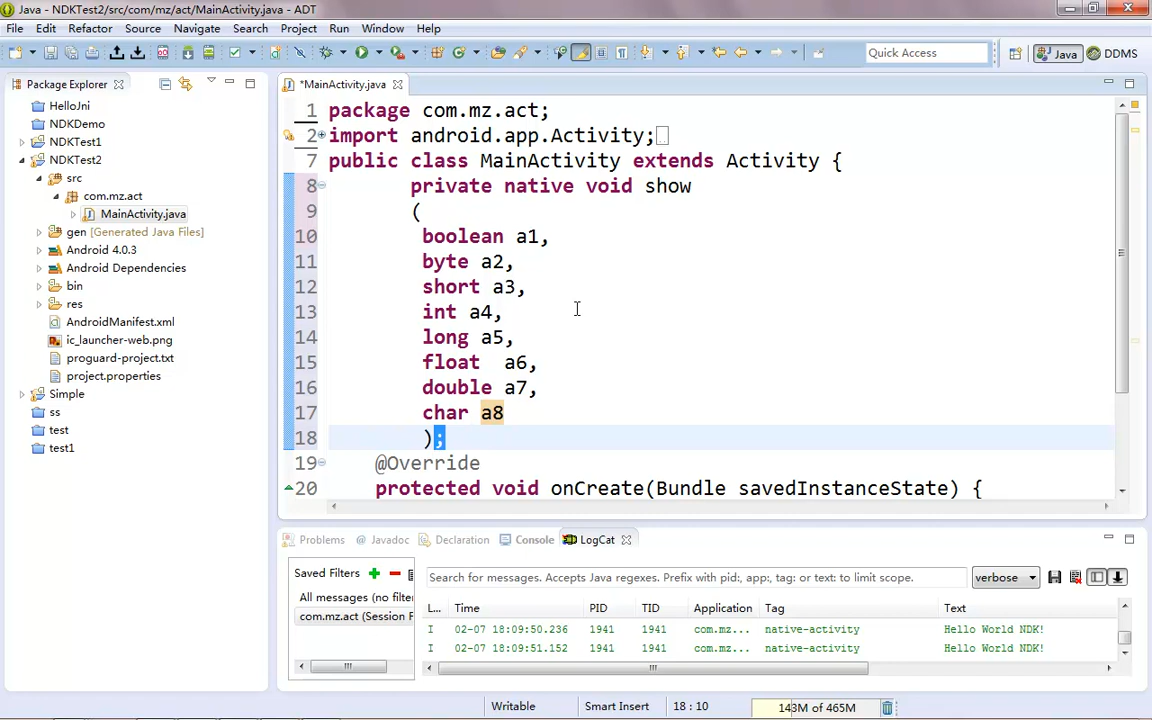 Java - NDKTest2/src/com/mz/act/MainActivity.java - ADT
File Edit Refactor Source Navigate Search Project Run Window Help
Quick Access
Java
DDMS
Package Explorer
HelloJni
NDKDemo
NDKTest1
NDKTest2
src
com.mz.act
MainActivity.java
gen [Generated Java Files]
Android 4.0.3
Android Dependencies
bin
res
AndroidManifest.xml
ic_launcher-web.png
proguard-project.txt
project.properties
Simple
ss
test
test1
*MainActivity.java
1 package com.mz.act;
2 import android.app.Activity;
7 public class MainActivity extends Activity {
8 private native void show
9 (
10 boolean a1,
11 byte a2,
12 short a3,
13 int a4,
14 long a5,
15 float  a6,
16 double a7,
17 char a8
18 );
19 @Override
20 protected void onCreate(Bundle savedInstanceState) {
Problems Javadoc Declaration Console LogCat
Saved Filters
All messages (no filter
com.mz.act (Session F
Search for messages. Accepts Java regexes. Prefix with pid:, app:, tag: or text: to limit scope.
verbose
L... Time PID TID Application Tag Text
I 02-07 18:09:50.236 1941 1941 com.mz... native-activity Hello World NDK!
I 02-07 18:09:51.152 1941 1941 com.mz... native-activity Hello World NDK!
Writable Smart Insert 18 : 10 143M of 465M